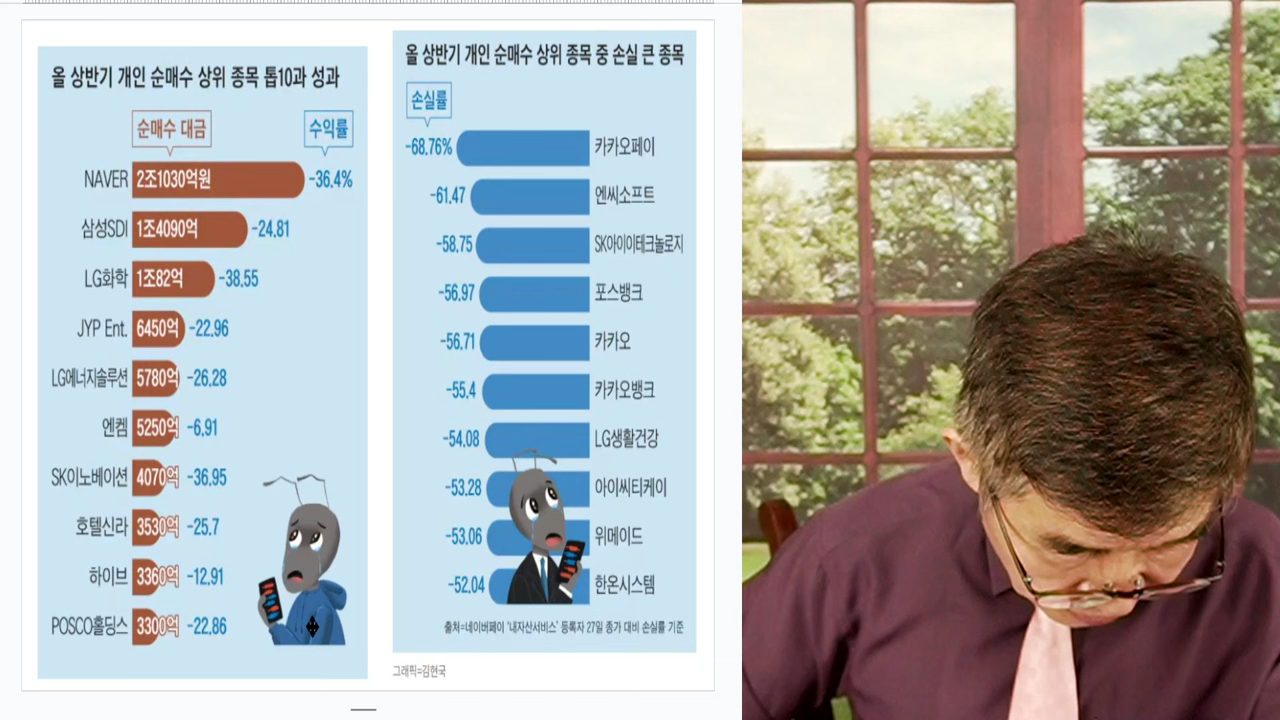 올 상반기 개인 순매수 상위 종목 톱10과 성과
순매수 대금 수익률
NAVER 2조1030억원 -36.4%
삼성SDI 1조4090억 -24.81
LG화학 1조82억 -38.55
JYP Ent. 6450억 -22.96
LG에너지솔루션 5780억 -26.28
엔켐 5250억 -6.91
SK이노베이션 4070억 -36.95
호텔신라 3530억 -25.7
하이브 3360억 -12.91
POSCO홀딩스 3300억 -22.86
올 상반기 개인 순매수 상위 종목 중 손실 큰 종목
손실률
-68.76% 카카오페이
-61.47 엔씨소프트
-58.75 SK아이이테크놀로지
-56.97 포스뱅크
-56.71 카카오
-55.4 카카오뱅크
-54.08 LG생활건강
-53.28 아이씨티케이
-53.06 위메이드
-52.04 한온시스템
출처=네이버페이 '내자산서비스' 등록자 27일 종가 대비 손실률 기준
그래픽=김현국